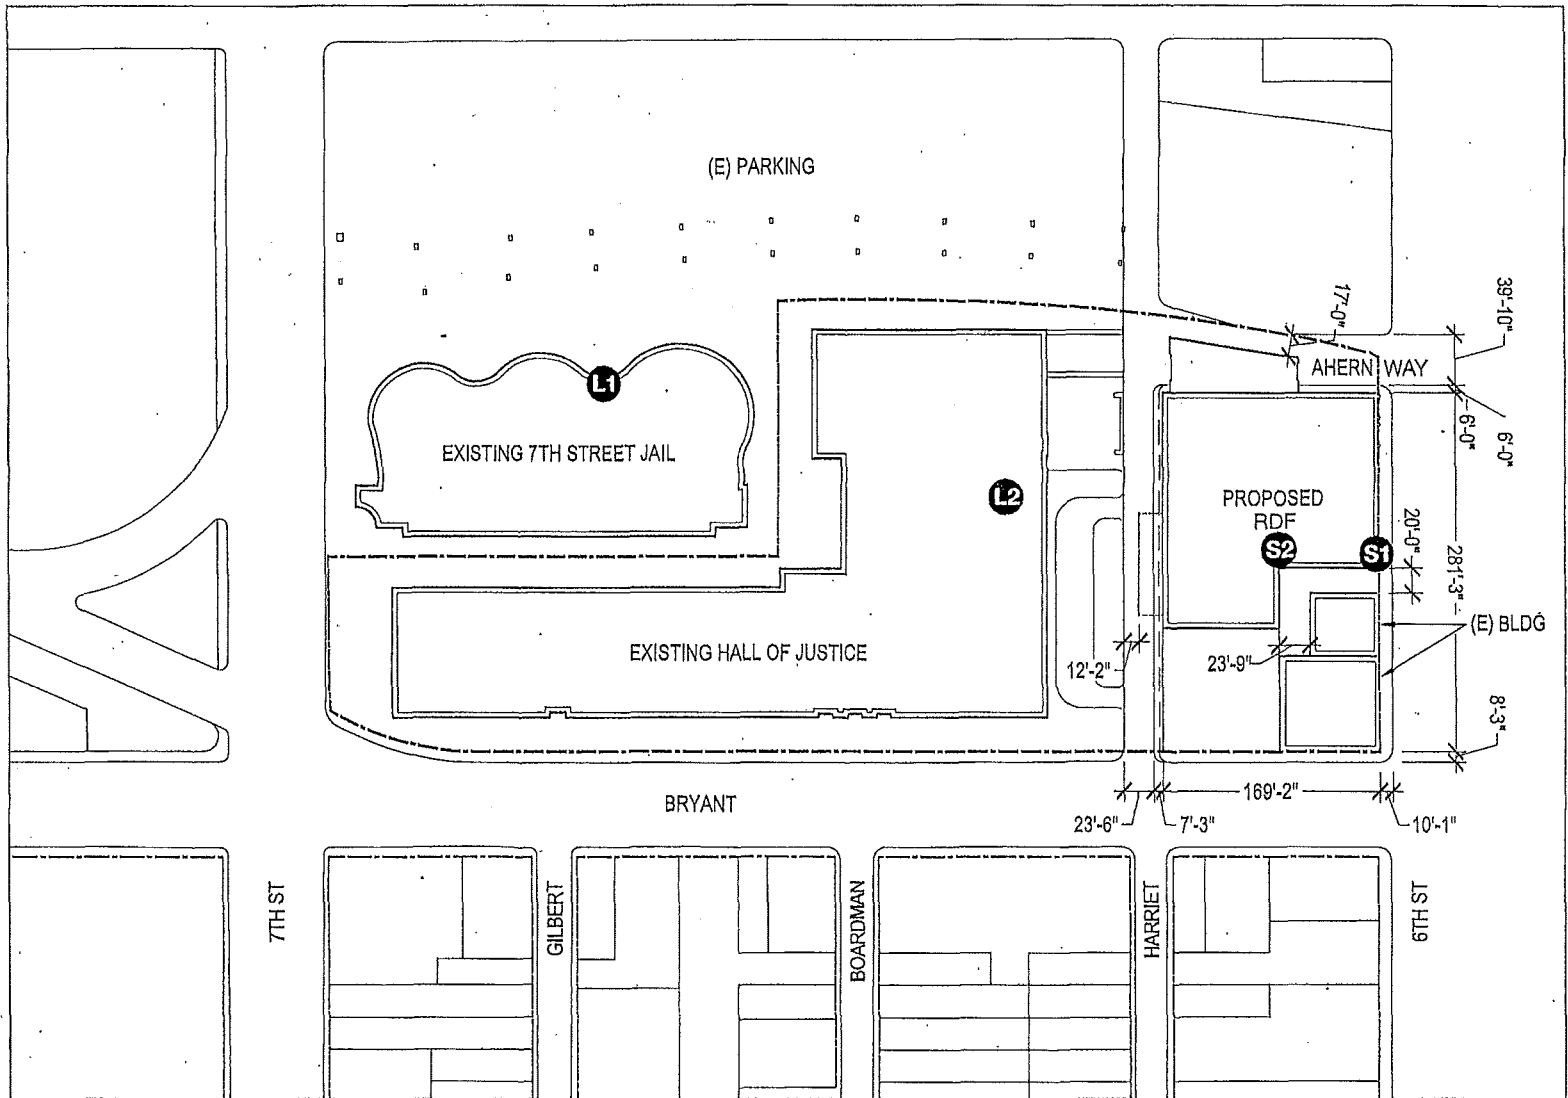 (E) PARKING
39'-10"
17'-0"
AHERN WAY
L1
6'-0"
6'-0"
EXISTING 7TH STREET JAIL
L2
PROPOSED
RDF
20'-0"
S2
S1
281'-3"
(E) BLDG
EXISTING HALL OF JUSTICE
12'-2"
23'-9"
8'-3"
BRYANT
169'-2"
23'-6"
7'-3"
10'-1"
7TH ST
GILBERT
BOARDMAN
HARRIET
6TH ST